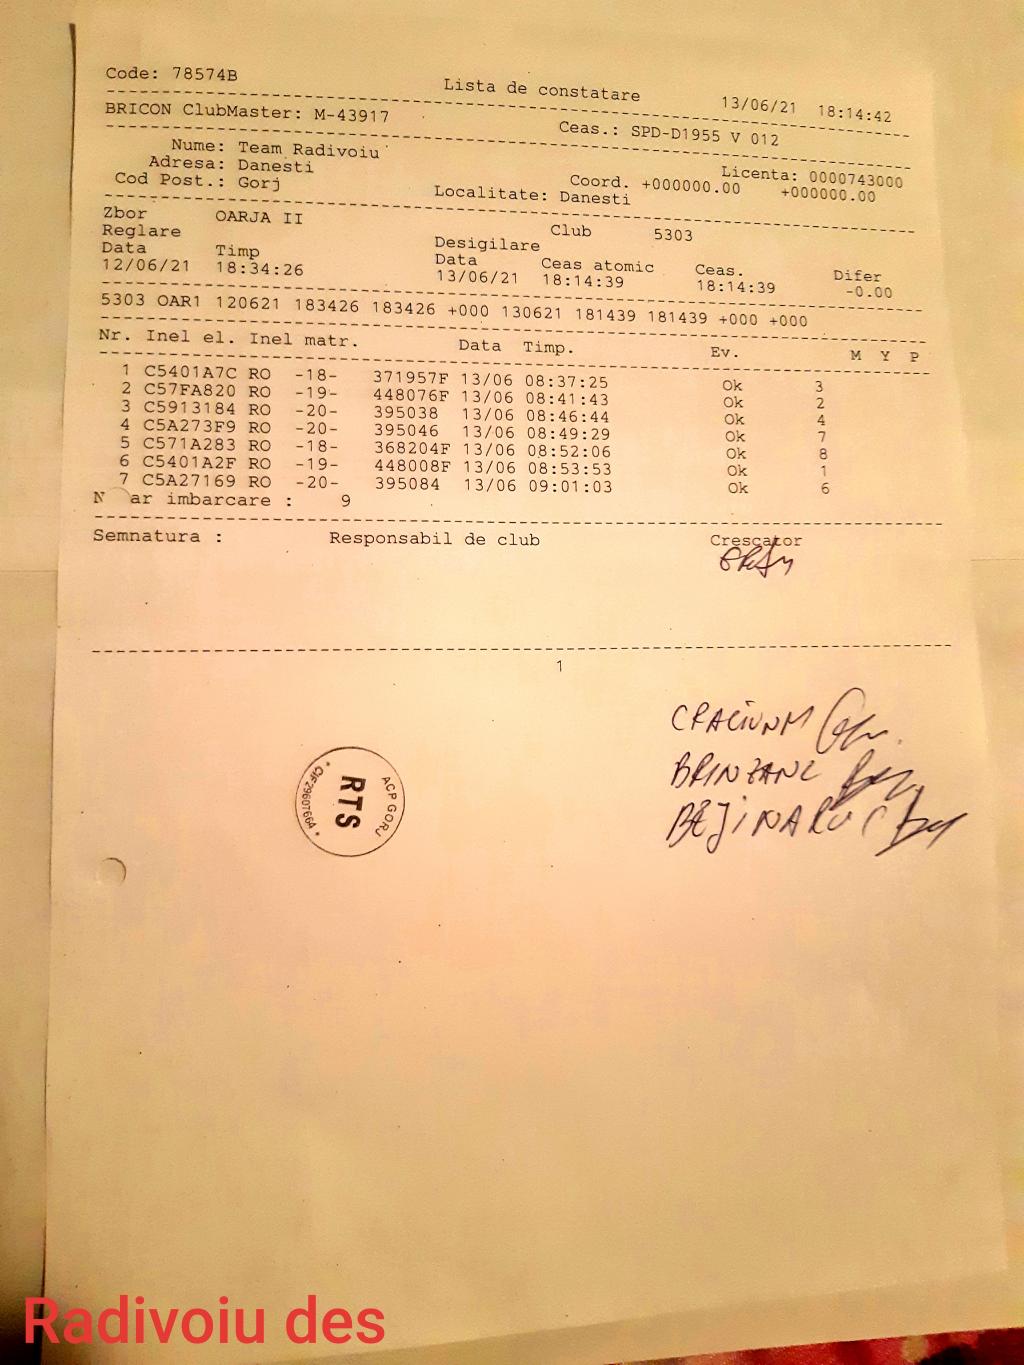 Code: 78574B Lista de constatare 13/06/21 18:14:42
BRICON ClubMaster: M-43917 Ceas.: SPD-D1955 V 012
Nume: Team Radivoiu Licenta: 0000743000
Adresa: Danesti Coord. +000000.00 +000000.00
Cod Post.: Gorj Localitate: Danesti
Zbor OARJA II Club 5303
Reglare Desigilare
Data Timp Data Ceas atomic Ceas. Difer
12/06/21 18:34:26 13/06/21 18:14:39 18:14:39 -0.00
5303 OAR1 120621 183426 183426 +000 130621 181439 181439 +000 +000
Nr. Inel el. Inel matr. Data Timp. Ev. M Y P
1 C5401A7C RO -18- 371957F 13/06 08:37:25 Ok 3
2 C57FA820 RO -19- 448076F 13/06 08:41:43 Ok 2
3 C5913184 RO -20- 395038 13/06 08:46:44 Ok 4
4 C5A273F9 RO -20- 395046 13/06 08:49:29 Ok 7
5 C571A283 RO -18- 368204F 13/06 08:52:06 Ok 8
6 C5401A2F RO -19- 448008F 13/06 08:53:53 Ok 1
7 C5A27169 RO -20- 395084 13/06 09:01:03 Ok 6
N ar imbarcare : 9
Semnatura : Responsabil de club Crescator
1
CRACIUN M
BRINZAN C
BEJINARU C
ACP GORJ
RTS
* CIF29607664 *
Radivoiu des